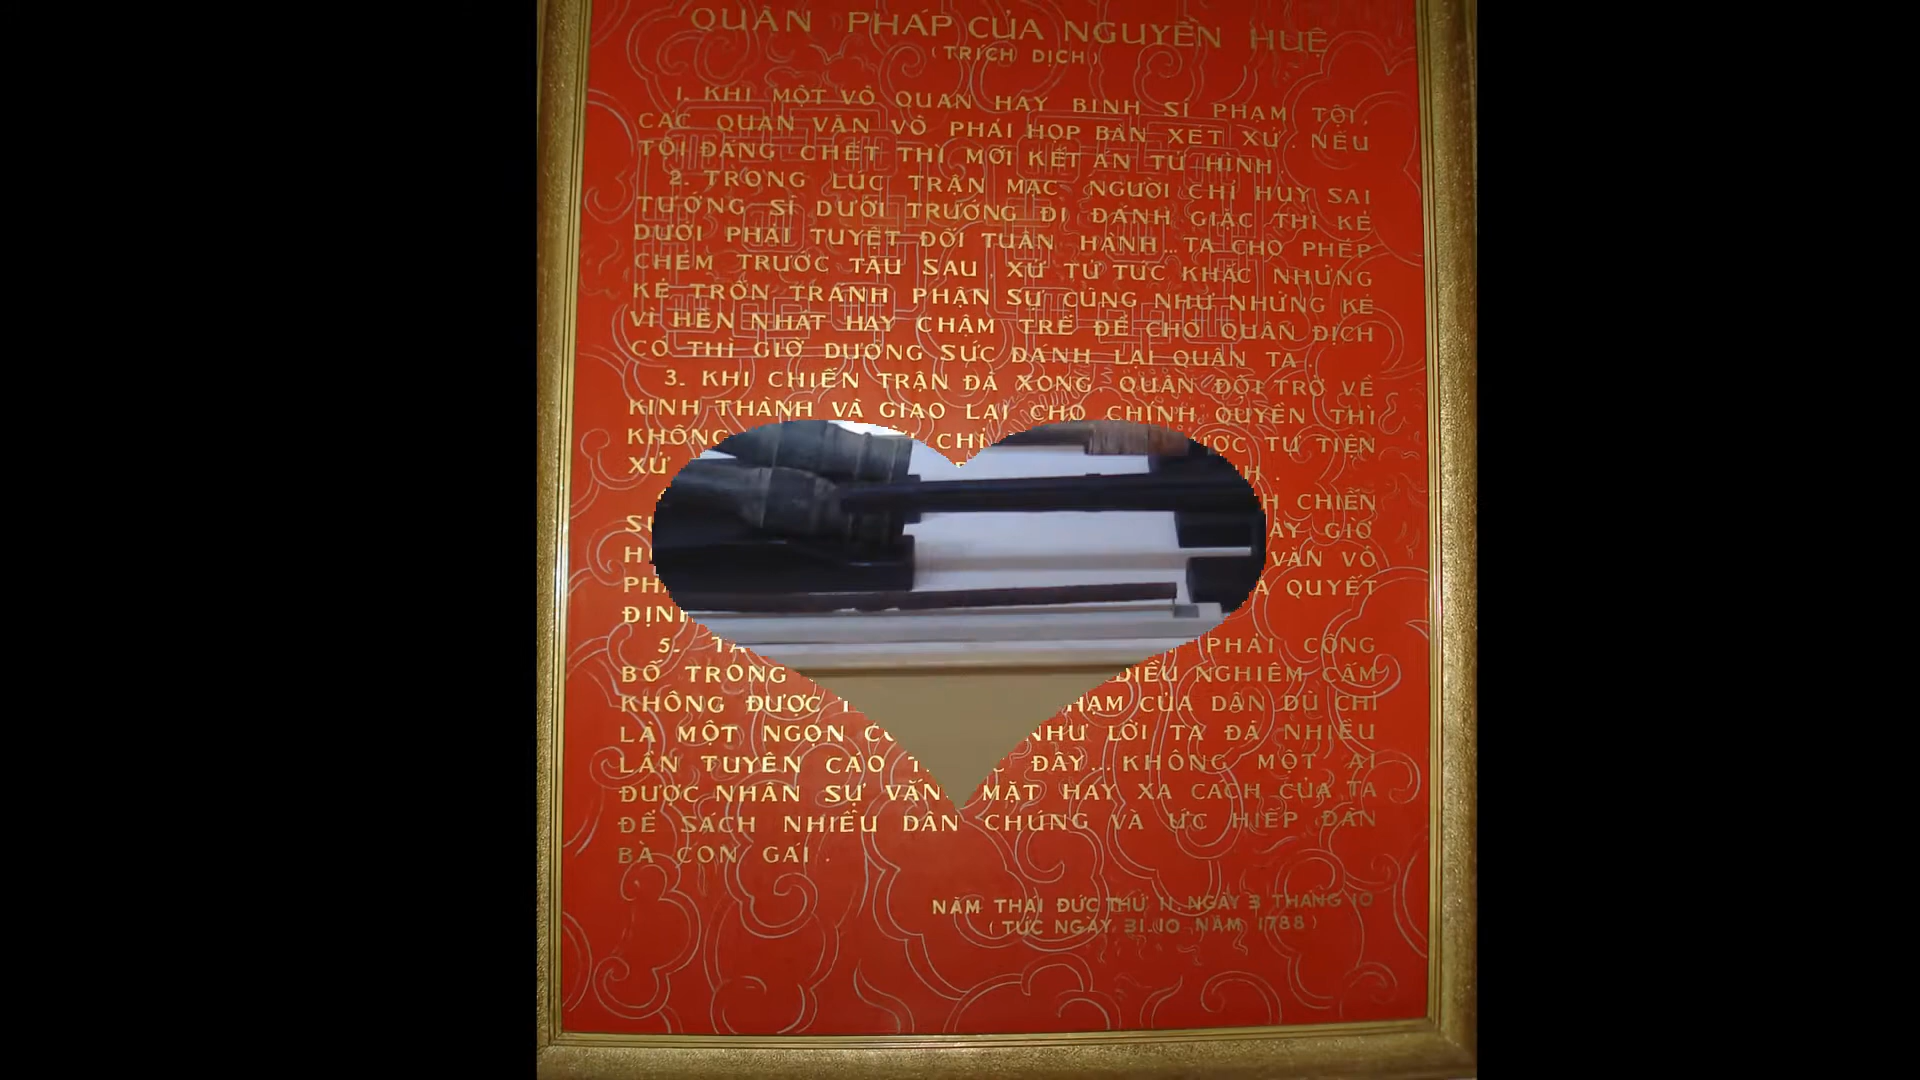 QUÂN PHÁP CỦA NGUYỄN HUỆ
(TRÍCH DỊCH)
1. KHI MỘT VÕ QUAN HAY BINH SĨ PHẠM TỘI,
CÁC QUAN VĂN VÕ PHẢI HỌP BÀN XÉT XỬ. NẾU
TỘI ĐÁNG CHẾT THÌ MỚI KẾT ÁN TỬ HÌNH.
2. TRONG LÚC TRẬN MẠC NGƯỜI CHỈ HUY SAI
TƯỚNG SĨ DƯỚI TRƯỚNG ĐI ĐÁNH GIẶC THÌ KẺ
DƯỚI PHẢI TUYỆT ĐỐI TUÂN HÀNH... TA CHO PHÉP
CHÉM TRƯỚC TÂU SAU, XỬ TỬ TỨC KHẮC NHỮNG
KẺ TRỐN TRÁNH PHẬN SỰ CŨNG NHƯ NHỮNG KẺ
VÌ HÈN NHÁT HAY CHẬM TRỄ ĐỂ CHO QUÂN ĐỊCH
CÓ THÌ GIỜ DƯỠNG SỨC ĐÁNH LẠI QUÂN TA.
3. KHI CHIẾN TRẬN ĐÃ XONG, QUÂN ĐỘI TRỞ VỀ
KINH THÀNH VÀ GIAO LẠI CHO CHÍNH QUYỀN THÌ
KHÔNG CHỈ TỰ TIỆN
XỬ
CHIẾN
GIỜ
VĂN VÕ
QUYẾT
ĐỊNH
5. PHẢI CÔNG
BỐ TRONG ĐIỀU NGHIÊM CẤM
KHÔNG ĐƯỢC CỦA DÂN DÙ CHỈ
LÀ MỘT NGỌN NHƯ LỜI TA ĐÃ NHIỀU
LẦN TUYÊN CÁO ĐÂY... KHÔNG MỘT AI
ĐƯỢC NHÂN SỰ VẮNG MẶT HAY XA CÁCH CỦA TA
ĐỂ SÁCH NHIỄU DÂN CHÚNG VÀ ỨC HIẾP ĐÀN
BÀ CON GÁI.
NĂM THÁI ĐỨC THỨ 11, NGÀY 3 THÁNG 10
(TỨC NGÀY 31.10 NĂM 1788)